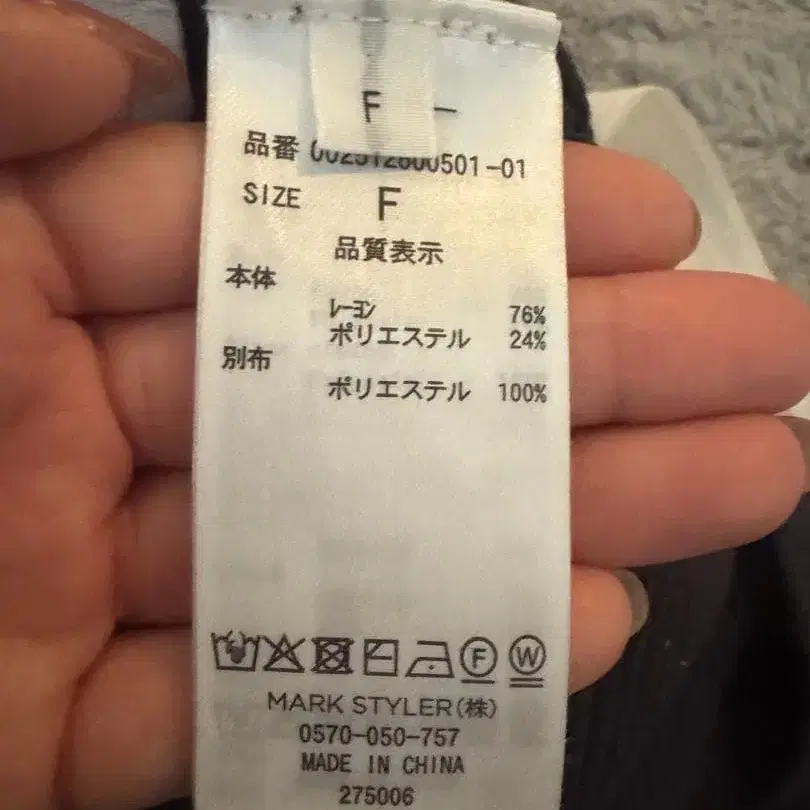 F −
品番 002512800501-01
SIZE F
品質表示
本体
レーヨン 76%
ポリエステル 24%
別布
ポリエステル 100%
F W
MARK STYLER(株)
0570-050-757
MADE IN CHINA
275006